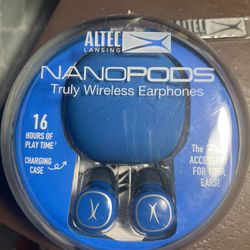 ALTEC
LANSING
NANOPODS
Truly Wireless Earphones
16
HOURS OF
PLAY TIME†
CHARGING
CASE
The
ACCESSORY
FOR YOUR
EARS!